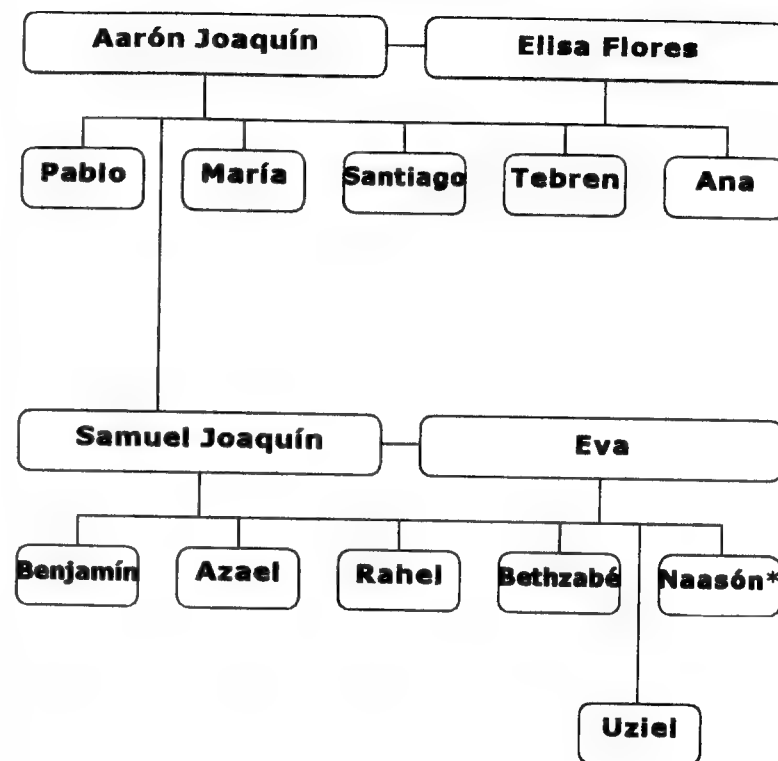 Aarón Joaquín
Elisa Flores
Pablo
María
Santiago
Tebren
Ana
Samuel Joaquín
Eva
Benjamín
Azael
Rahel
Bethzabé
Naasón*
Uziel